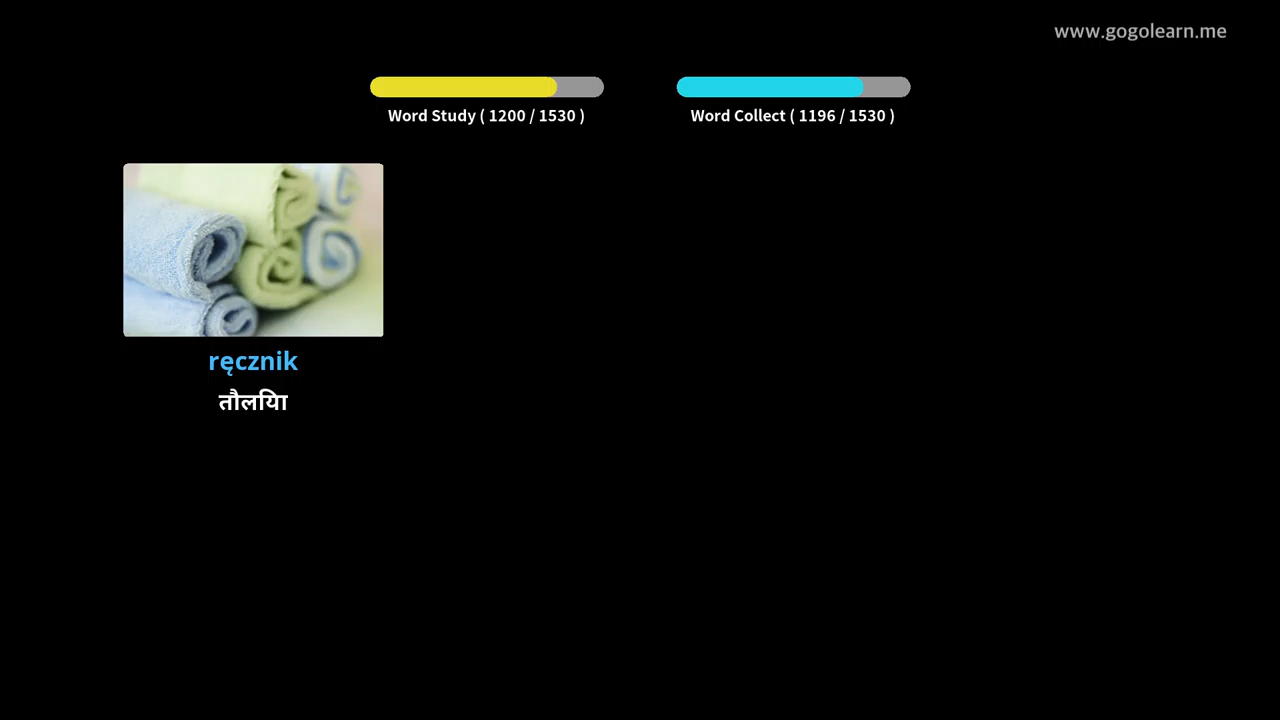 www.gogolearn.me
Word Study ( 1200 / 1530 )
Word Collect ( 1196 / 1530 )
ręcznik
तौलिया